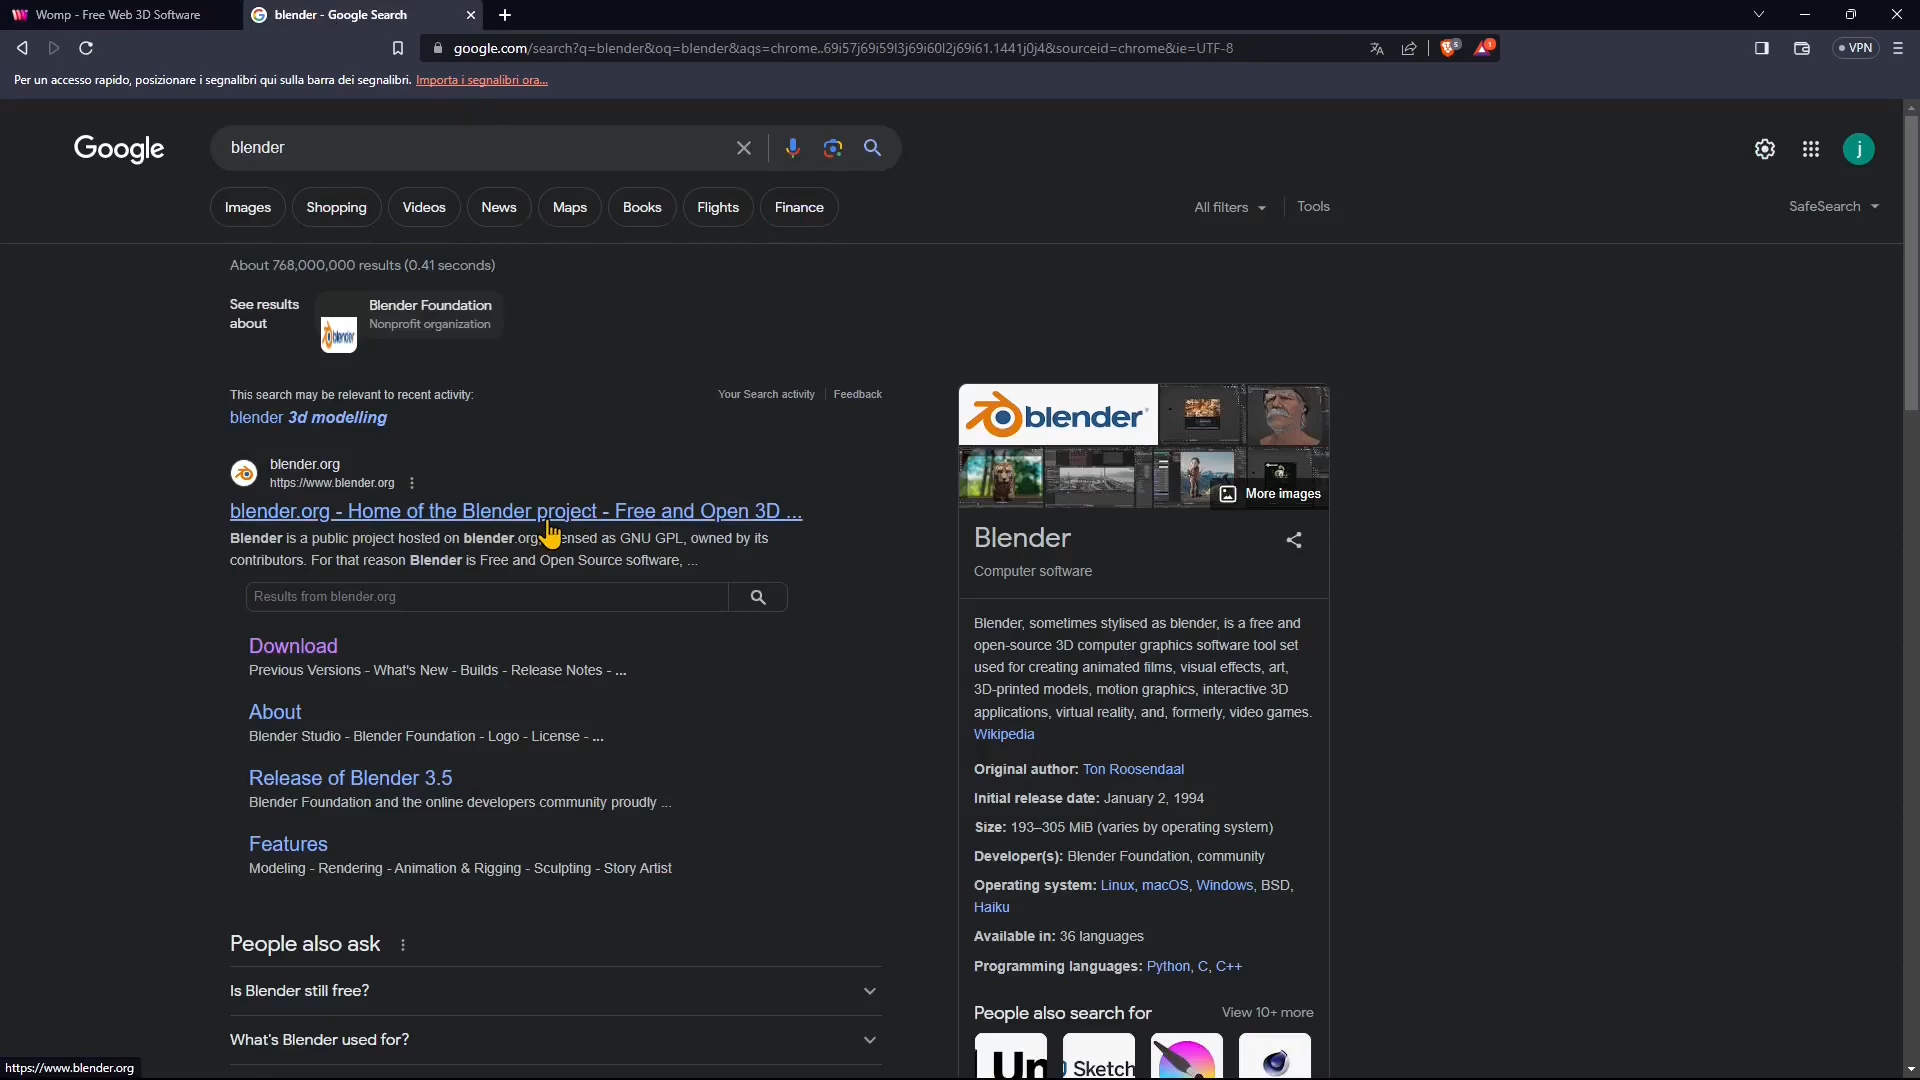 Womp - Free Web 3D Software
blender - Google Search
google.com/search?q=blender&oq=blender&aqs=chrome..69i57j69i59l3j69i60l2j69i61.1441j0j4&sourceid=chrome&ie=UTF-8
5
1
VPN
Per un accesso rapido, posizionare i segnalibri qui sulla barra dei segnalibri. Importa i segnalibri ora...
Google
blender
j
Images
Shopping
Videos
News
Maps
Books
Flights
Finance
All filters
Tools
SafeSearch
About 768,000,000 results (0.41 seconds)
See results
about
blender
Blender Foundation
Nonprofit organization
This search may be relevant to recent activity:
Your Search activity
Feedback
blender 3d modelling
blender.org
https://www.blender.org
blender.org - Home of the Blender project - Free and Open 3D ...
Blender is a public project hosted on blender.org, ensed as GNU GPL, owned by its
contributors. For that reason Blender is Free and Open Source software, ...
Results from blender.org
Download
Previous Versions - What's New - Builds - Release Notes - ...
About
Blender Studio - Blender Foundation - Logo - License - ...
Release of Blender 3.5
Blender Foundation and the online developers community proudly ...
Features
Modeling - Rendering - Animation & Rigging - Sculpting - Story Artist
People also ask
Is Blender still free?
What's Blender used for?
https://www.blender.org
blender
More images
Blender
Computer software
Blender, sometimes stylised as blender, is a free and
open-source 3D computer graphics software tool set
used for creating animated films, visual effects, art,
3D-printed models, motion graphics, interactive 3D
applications, virtual reality, and, formerly, video games.
Wikipedia
Original author: Ton Roosendaal
Initial release date: January 2, 1994
Size: 193–305 MiB (varies by operating system)
Developer(s): Blender Foundation, community
Operating system: Linux, macOS, Windows, BSD,
Haiku
Available in: 36 languages
Programming languages: Python, C, C++
People also search for
View 10+ more
Un
Sketch